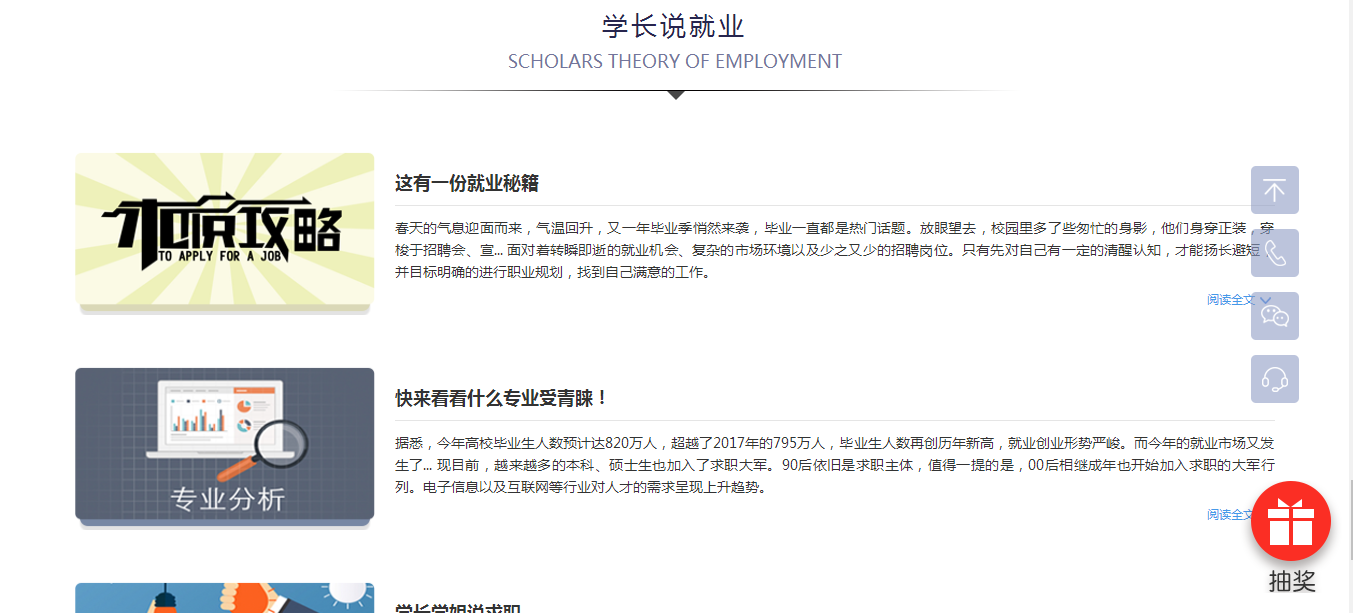 学长说就业
SCHOLARS THEORY OF EMPLOYMENT
求职攻略
TO APPLY FOR A JOB
这有一份就业秘籍
春天的气息迎面而来，气温回升，又一年毕业季悄然来袭，毕业一直都是热门话题。放眼望去，校园里多了些匆忙的身影，他们身穿正装，穿
梭于招聘会、宣... 面对着转瞬即逝的就业机会、复杂的市场环境以及少之又少的招聘岗位。只有先对自己有一定的清醒认知，才能扬长避短，
并目标明确的进行职业规划，找到自己满意的工作。
阅读全文
专业分析
快来看看什么专业受青睐！
据悉，今年高校毕业生人数预计达820万人，超越了2017年的795万人，毕业生人数再创历年新高，就业创业形势严峻。而今年的就业市场又发
生了... 现目前，越来越多的本科、硕士生也加入了求职大军。90后依旧是求职主体，值得一提的是，00后相继成年也开始加入求职的大军行
列。电子信息以及互联网等行业对人才的需求呈现上升趋势。
阅读全文
抽奖
学长学姐说求职